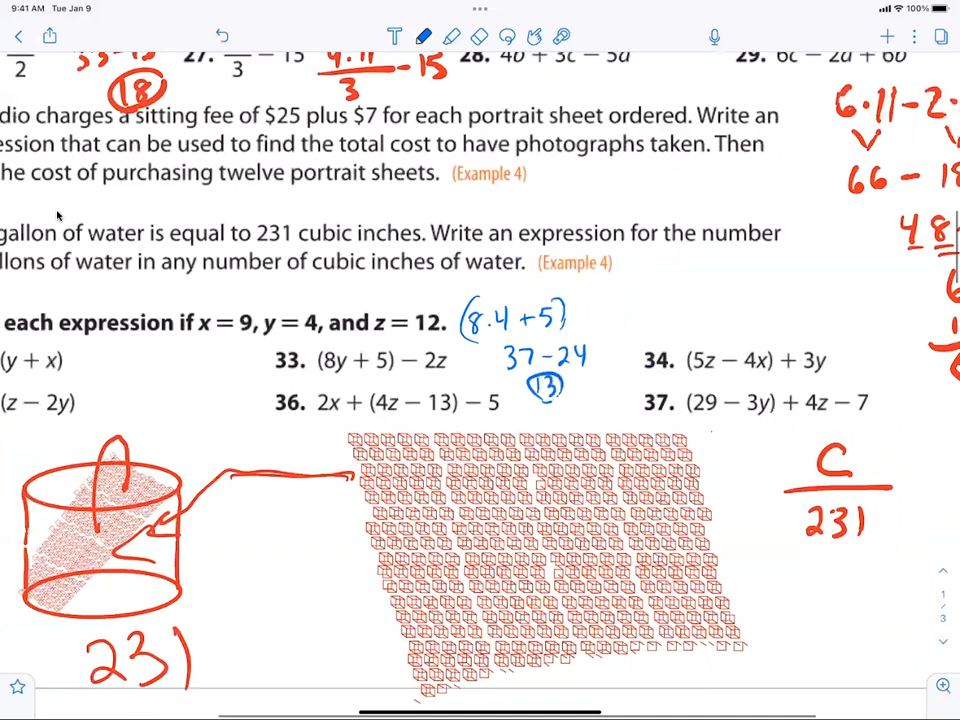 9:41 AM Tue Jan 9
100%
2
18
27.
3
- 15
4·11
3
- 15
28. 4b + 3c - 5a
29. 6c - 2a + 6b
6·11-2·
66 - 18
48
dio charges a sitting fee of $25 plus $7 for each portrait sheet ordered. Write an
ession that can be used to find the total cost to have photographs taken. Then
he cost of purchasing twelve portrait sheets. (Example 4)
gallon of water is equal to 231 cubic inches. Write an expression for the number
llons of water in any number of cubic inches of water. (Example 4)
each expression if x = 9, y = 4, and z = 12.
(8·4+5)
37-24
13
(y + x)
33. (8y + 5) − 2z
34. (5z − 4x) + 3y
(z − 2y)
36. 2x + (4z − 13) − 5
37. (29 − 3y) + 4z − 7
C
231
231
1
/
3